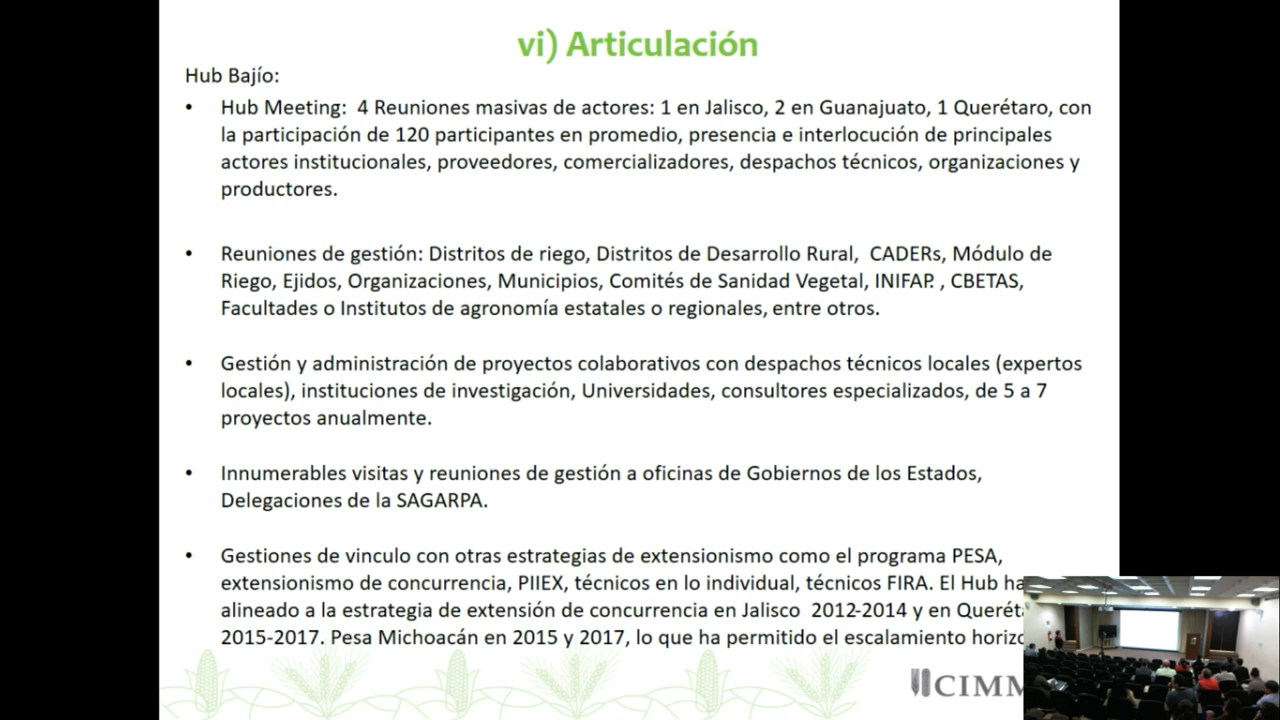 vi) Articulación
Hub Bajío:
• Hub Meeting: 4 Reuniones masivas de actores: 1 en Jalisco, 2 en Guanajuato, 1 Querétaro, con
la participación de 120 participantes en promedio, presencia e interlocución de principales
actores institucionales, proveedores, comercializadores, despachos técnicos, organizaciones y
productores.
• Reuniones de gestión: Distritos de riego, Distritos de Desarrollo Rural, CADERs, Módulo de
Riego, Ejidos, Organizaciones, Municipios, Comités de Sanidad Vegetal, INIFAP. , CBETAS,
Facultades o Institutos de agronomía estatales o regionales, entre otros.
• Gestión y administración de proyectos colaborativos con despachos técnicos locales (expertos
locales), instituciones de investigación, Universidades, consultores especializados, de 5 a 7
proyectos anualmente.
• Innumerables visitas y reuniones de gestión a oficinas de Gobiernos de los Estados,
Delegaciones de la SAGARPA.
• Gestiones de vinculo con otras estrategias de extensionismo como el programa PESA,
extensionismo de concurrencia, PIIEX, técnicos en lo individual, técnicos FIRA. El Hub ha
alineado a la estrategia de extensión de concurrencia en Jalisco 2012-2014 y en Queréta
2015-2017. Pesa Michoacán en 2015 y 2017, lo que ha permitido el escalamiento horizo
CIMM